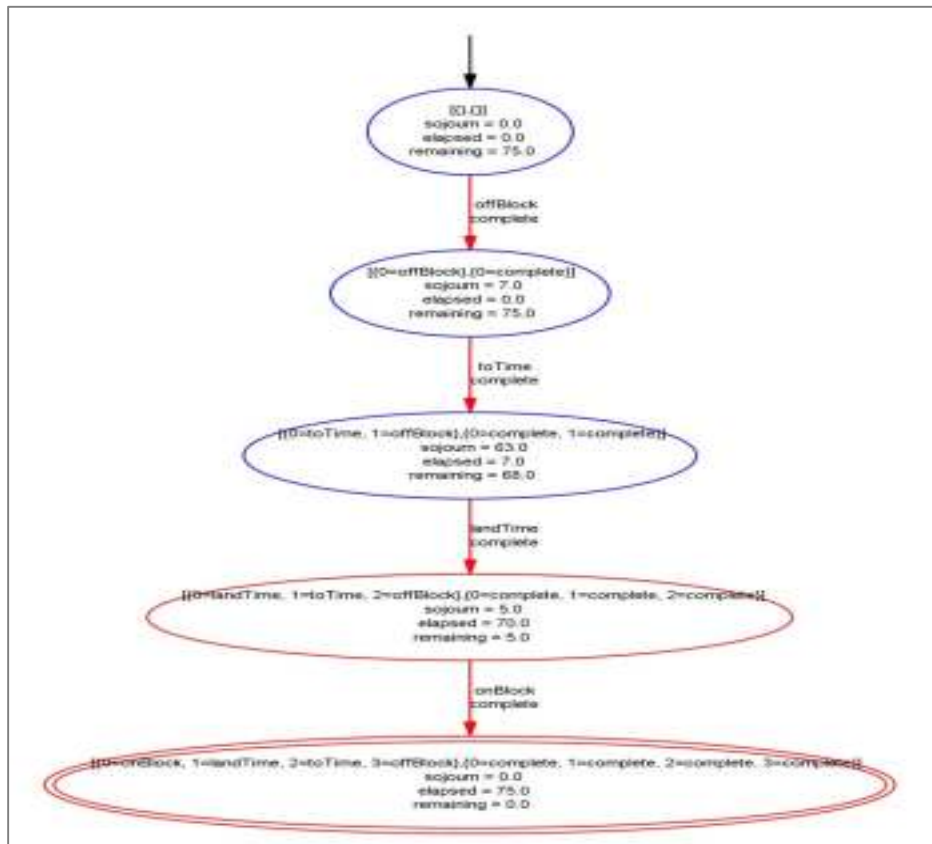 [{},{}]
sojourn = 0.0
elapsed = 0.0
remaining = 75.0
offBlock
complete
[{0=offBlock},{0=complete}]
sojourn = 7.0
elapsed = 0.0
remaining = 75.0
toTime
complete
[{0=toTime, 1=offBlock},{0=complete, 1=complete}]
sojourn = 63.0
elapsed = 7.0
remaining = 68.0
landTime
complete
[{0=landTime, 1=toTime, 2=offBlock},{0=complete, 1=complete, 2=complete}]
sojourn = 5.0
elapsed = 70.0
remaining = 5.0
onBlock
complete
[{0=onBlock, 1=landTime, 2=toTime, 3=offBlock},{0=complete, 1=complete, 2=complete, 3=complete}]
sojourn = 0.0
elapsed = 75.0
remaining = 0.0